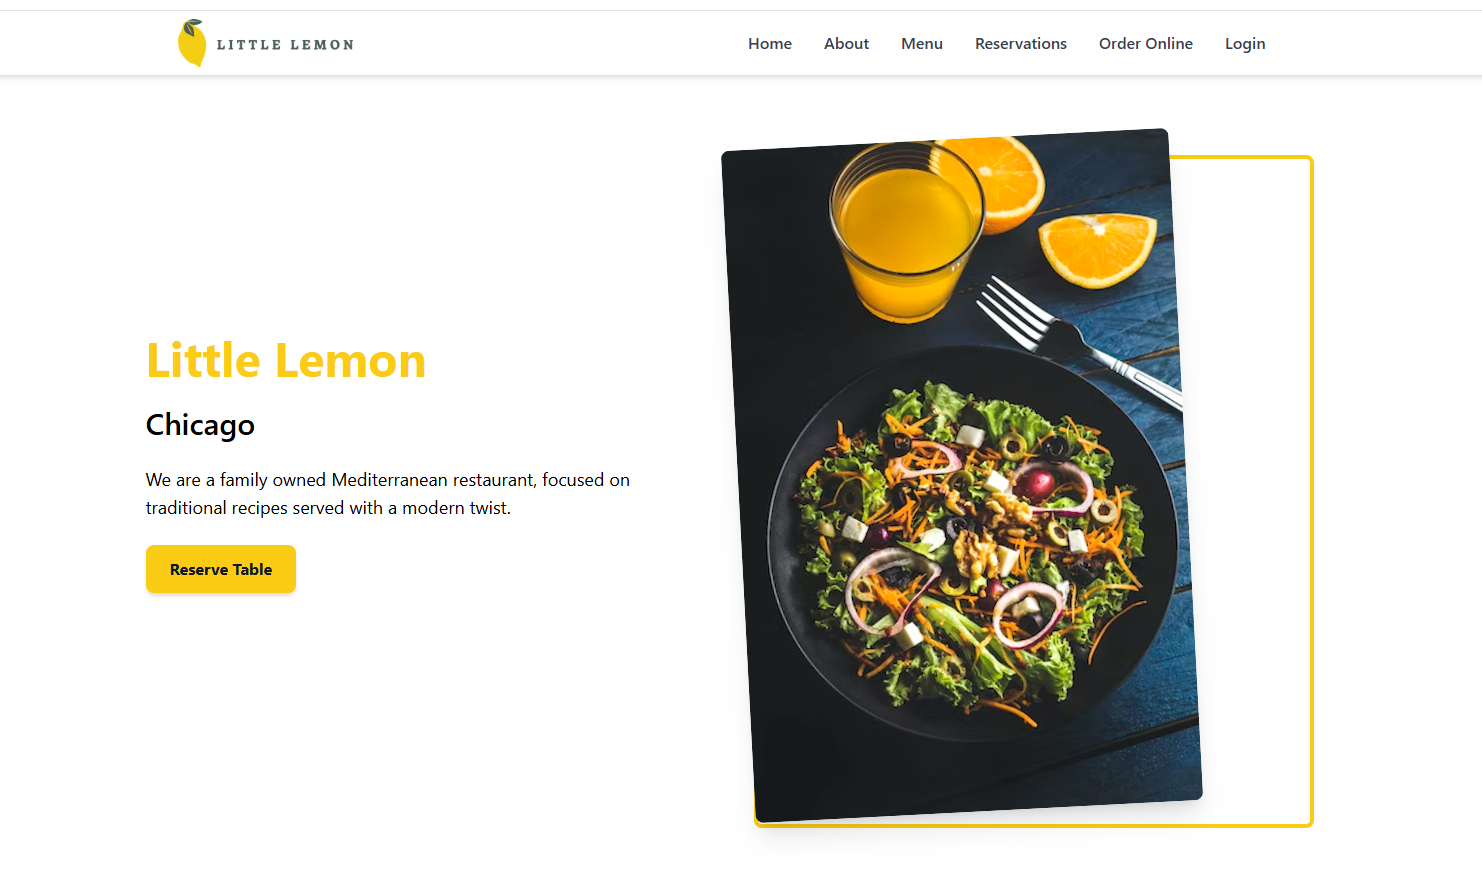 LITTLE LEMON
Home About Menu Reservations Order Online Login
Little Lemon
Chicago
We are a family owned Mediterranean restaurant, focused on
traditional recipes served with a modern twist.
Reserve Table